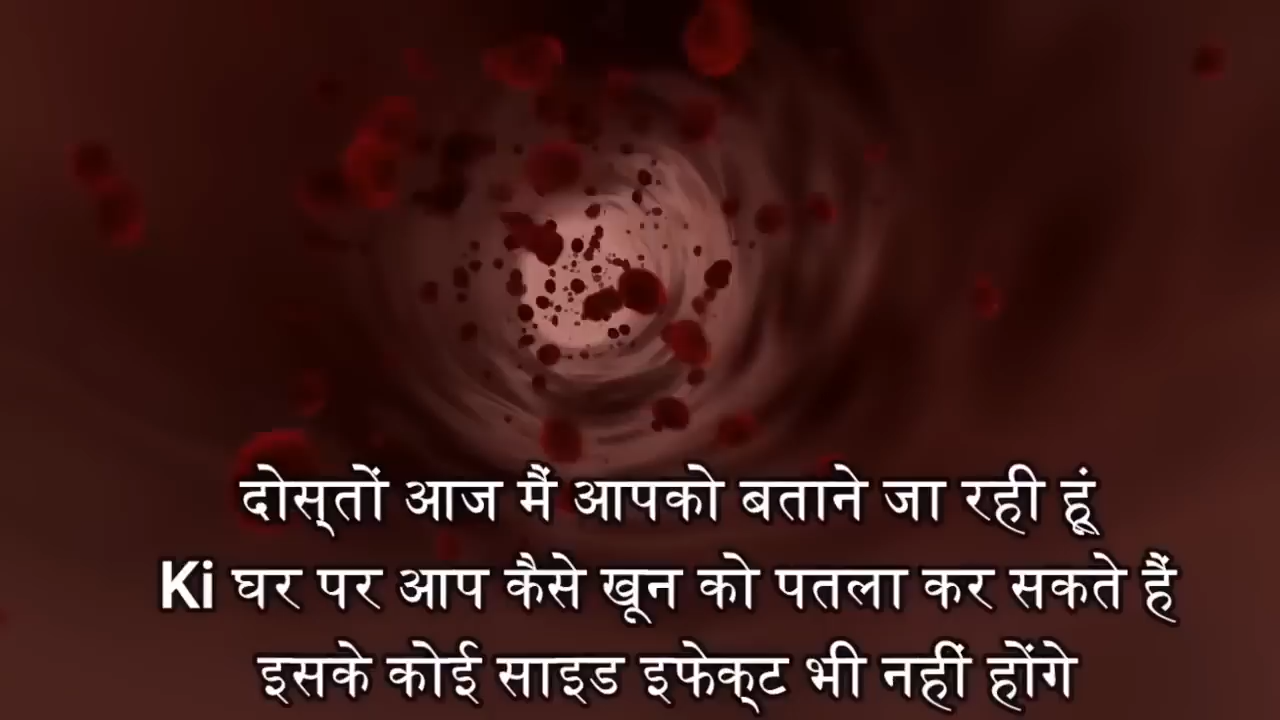 दोस्तों आज मैं आपको बताने जा रही हूं
Ki घर पर आप कैसे खून को पतला कर सकते हैं
इसके कोई साइड इफेक्ट भी नहीं होंगे